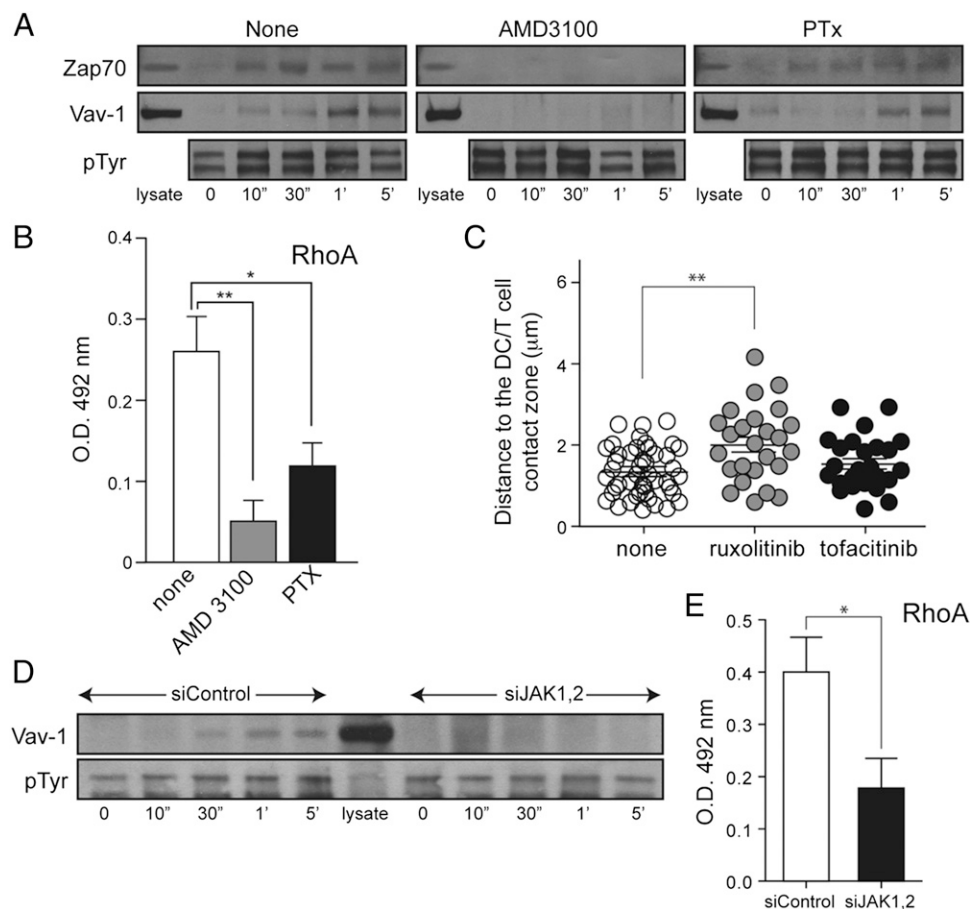 A
None
AMD3100
PTx
Zap70
Vav-1
pTyr
lysate 0 10" 30" 1' 5'
lysate 0 10" 30" 1' 5'
lysate 0 10" 30" 1' 5'
B
RhoA
O.D. 492 nm
0.4
0.3
0.2
0.1
0
*
**
none
AMD 3100
PTX
C
Distance to the DC/T cell
contact zone (μm)
6
4
2
0
**
none
ruxolitinib
tofacitinib
D
siControl
siJAK1,2
Vav-1
pTyr
0 10" 30" 1' 5' lysate 0 10" 30" 1' 5'
E
RhoA
O.D. 492 nm
0.5
0.4
0.3
0.2
0.1
0.0
*
siControl
siJAK1,2